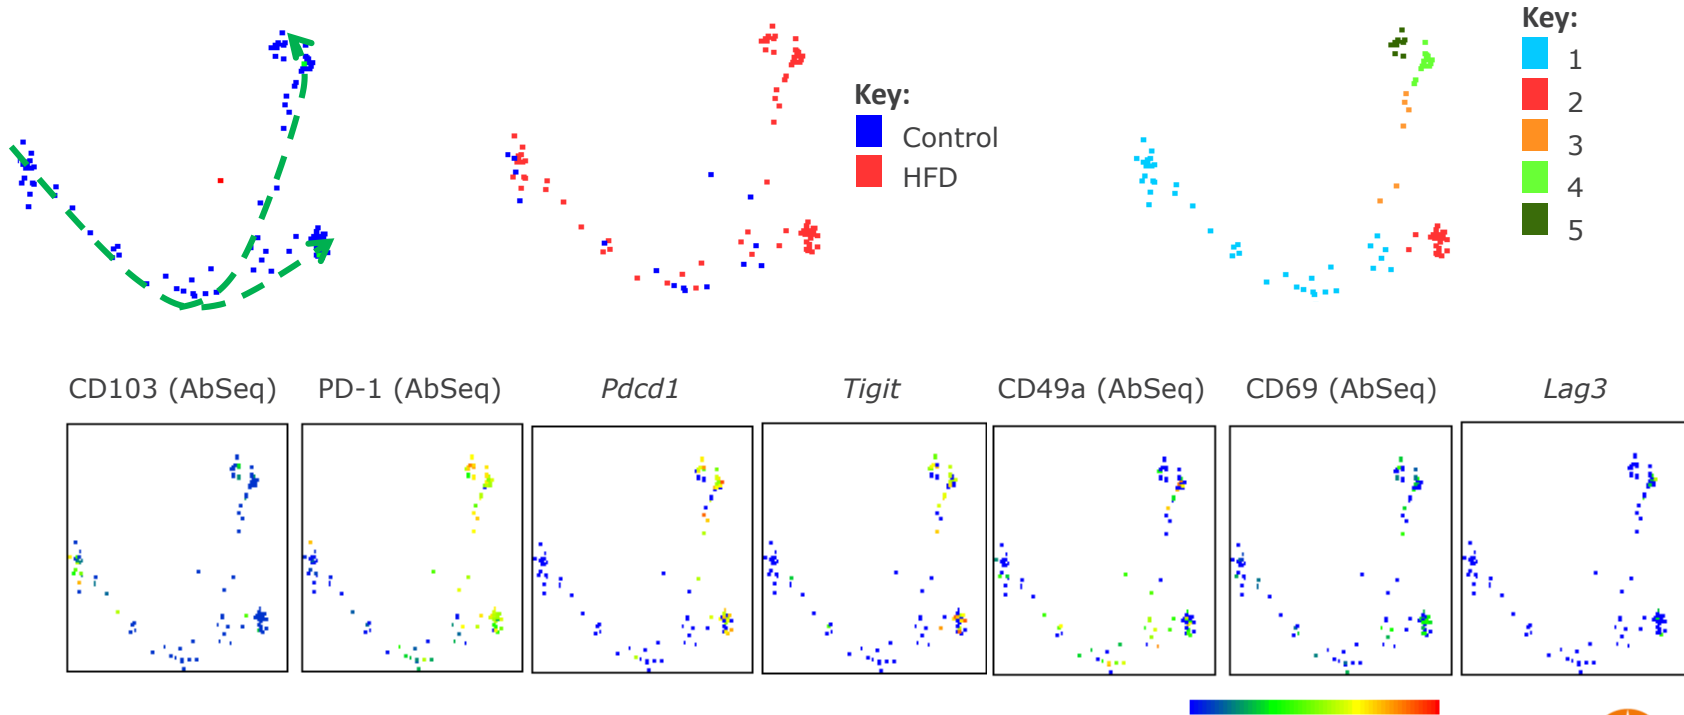 Key:
Control
HFD
Key:
1
2
3
4
5
CD103 (AbSeq)
PD-1 (AbSeq)
Pdcd1
Tigit
CD49a (AbSeq)
CD69 (AbSeq)
Lag3